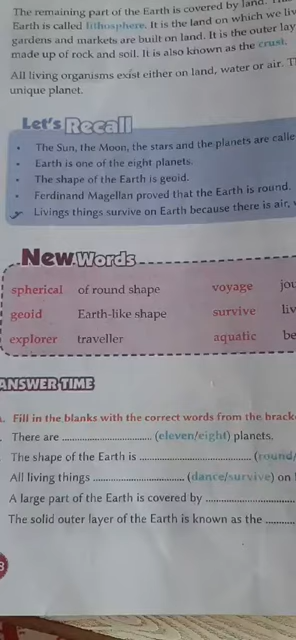 The remaining part of the Earth is covered by land.
Earth is called lithosphere. It is the land on which we
gardens and markets are built on land. It is the outer
made up of rock and soil. It is also known as the crust.
All living organisms exist either on land, water or air.
unique planet.
Let's Recall
• The Sun, the Moon, the stars and the planets are
• Earth is one of the eight planets.
• The shape of the Earth is geoid.
• Ferdinand Magellan proved that the Earth is round.
Livings things survive on Earth because there is air,
New Words
spherical of round shape voyage jou
geoid Earth-like shape survive liv
explorer traveller aquatic be
ANSWER TIME
Fill in the blanks with the correct words from the
There are .............................. (eleven/eight) planets.
The shape of the Earth is .................................... (round/
All living things .............................. (dance/survive) on
A large part of the Earth is covered by ..............................
The solid outer layer of the Earth is known as the ..........